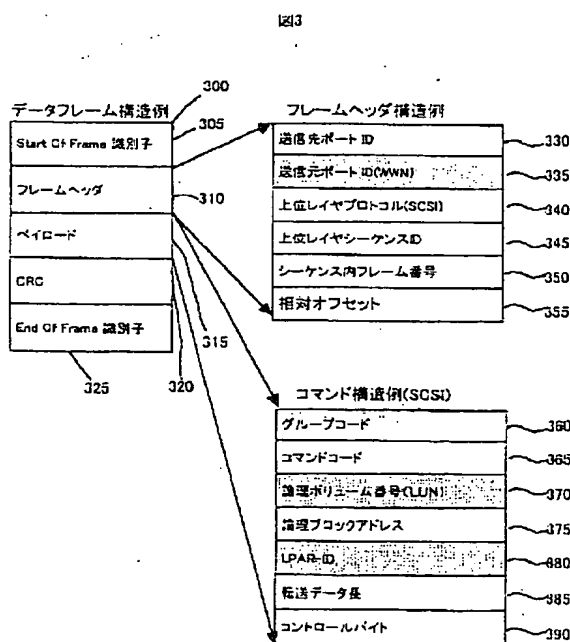 図3
データフレーム構造例
300
305
Start Of Frame 識別子
フレームヘッダ
310
ペイロード
315
CRC
320
End Of Frame 識別子
325
フレームヘッダ構造例
送信先ポート ID
330
送信元ポート ID(WWN)
335
上位レイヤプロトコル(SCSI)
340
上位レイヤシーケンスID
345
シーケンス内フレーム番号
350
相対オフセット
355
コマンド構造例(SCSI)
グループコード
360
コマンドコード
365
論理ボリューム番号(LUN)
370
論理ブロックアドレス
375
LPAR-ID
380
転送データ長
385
コントロールバイト
390